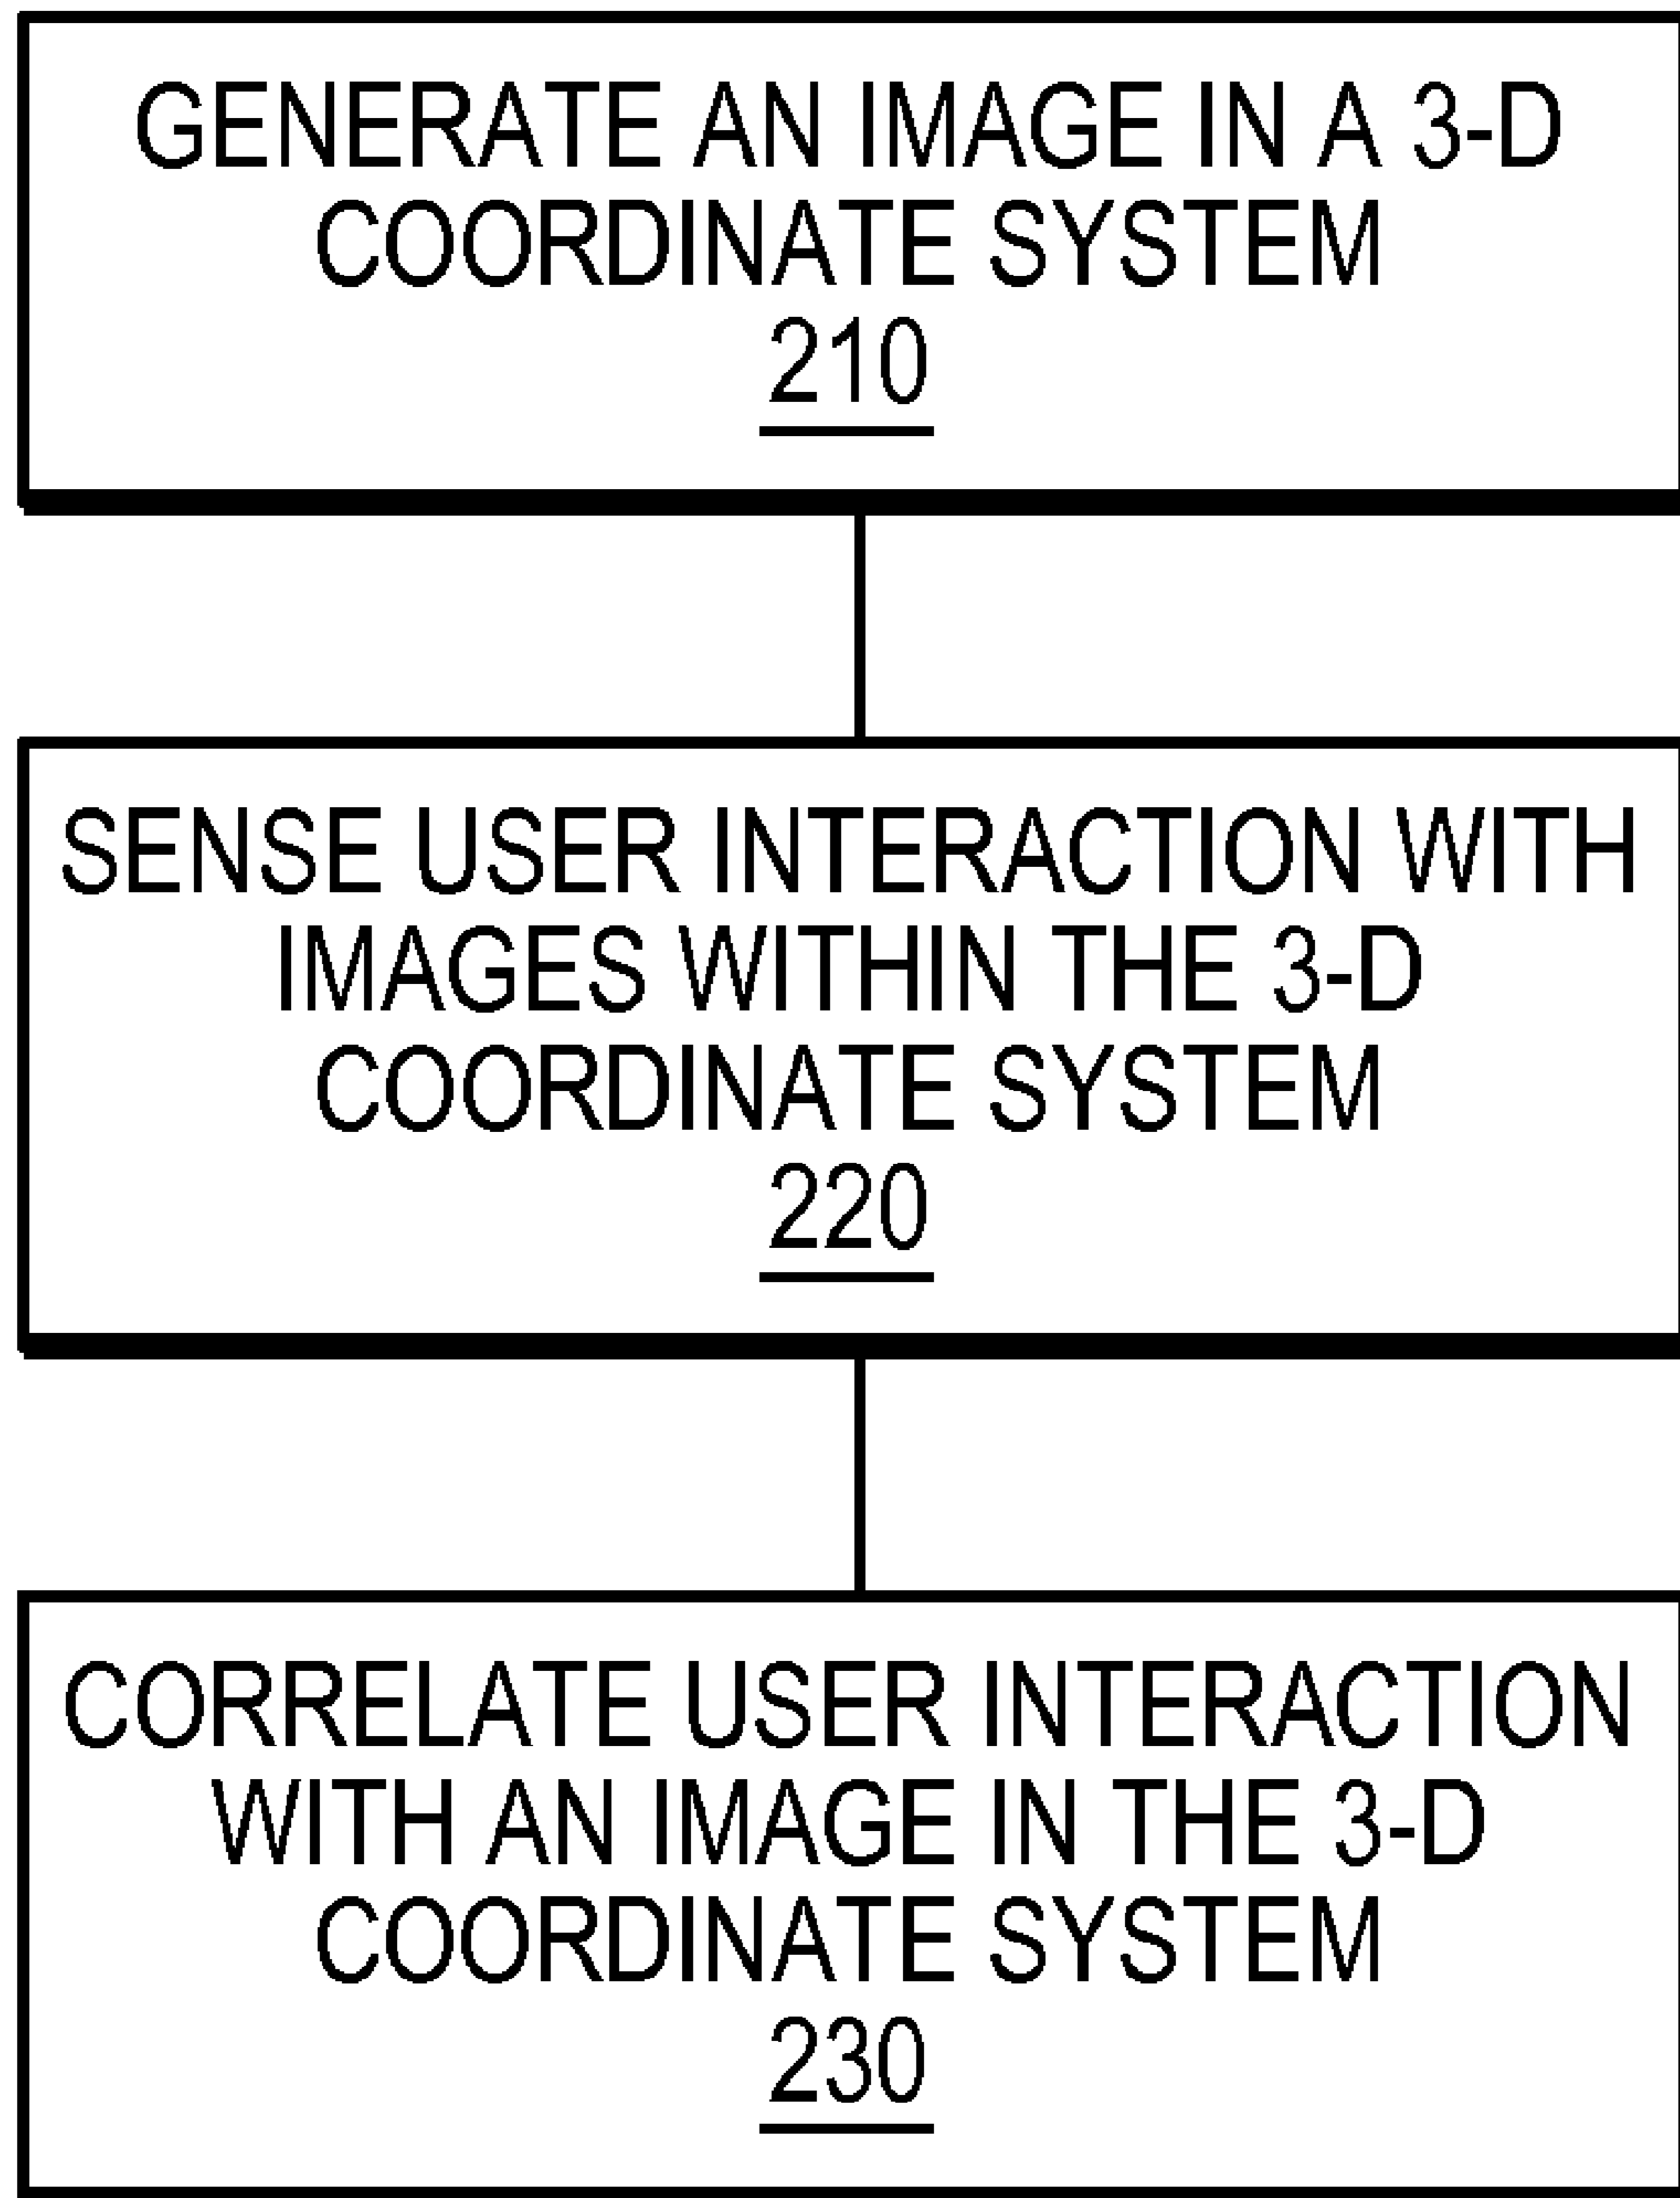 GENERATE AN IMAGE IN A 3-D
COORDINATE SYSTEM
210
SENSE USER INTERACTION WITH
IMAGES WITHIN THE 3-D
COORDINATE SYSTEM
220
CORRELATE USER INTERACTION
WITH AN IMAGE IN THE 3-D
COORDINATE SYSTEM
230